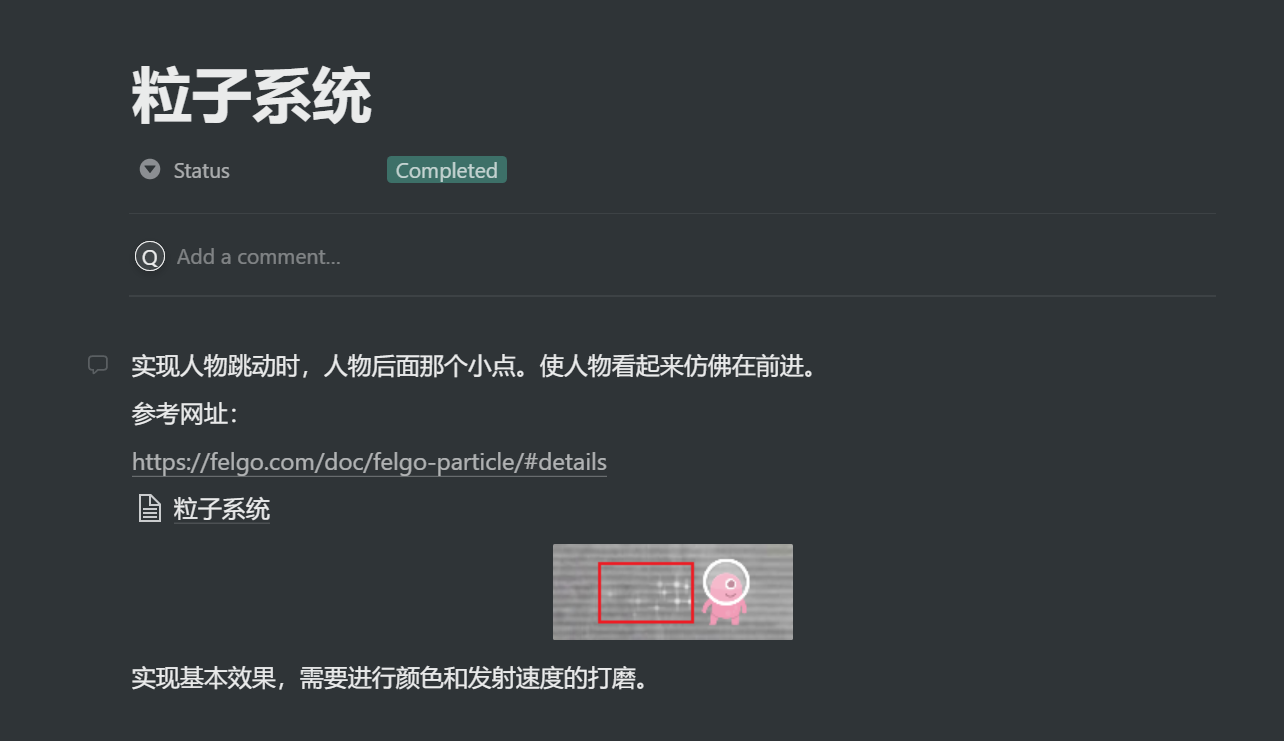 粒子系统
Status Completed
Q Add a comment...
实现人物跳动时，人物后面那个小点。使人物看起来仿佛在前进。
参考网址：
https://felgo.com/doc/felgo-particle/#details
粒子系统
实现基本效果，需要进行颜色和发射速度的打磨。